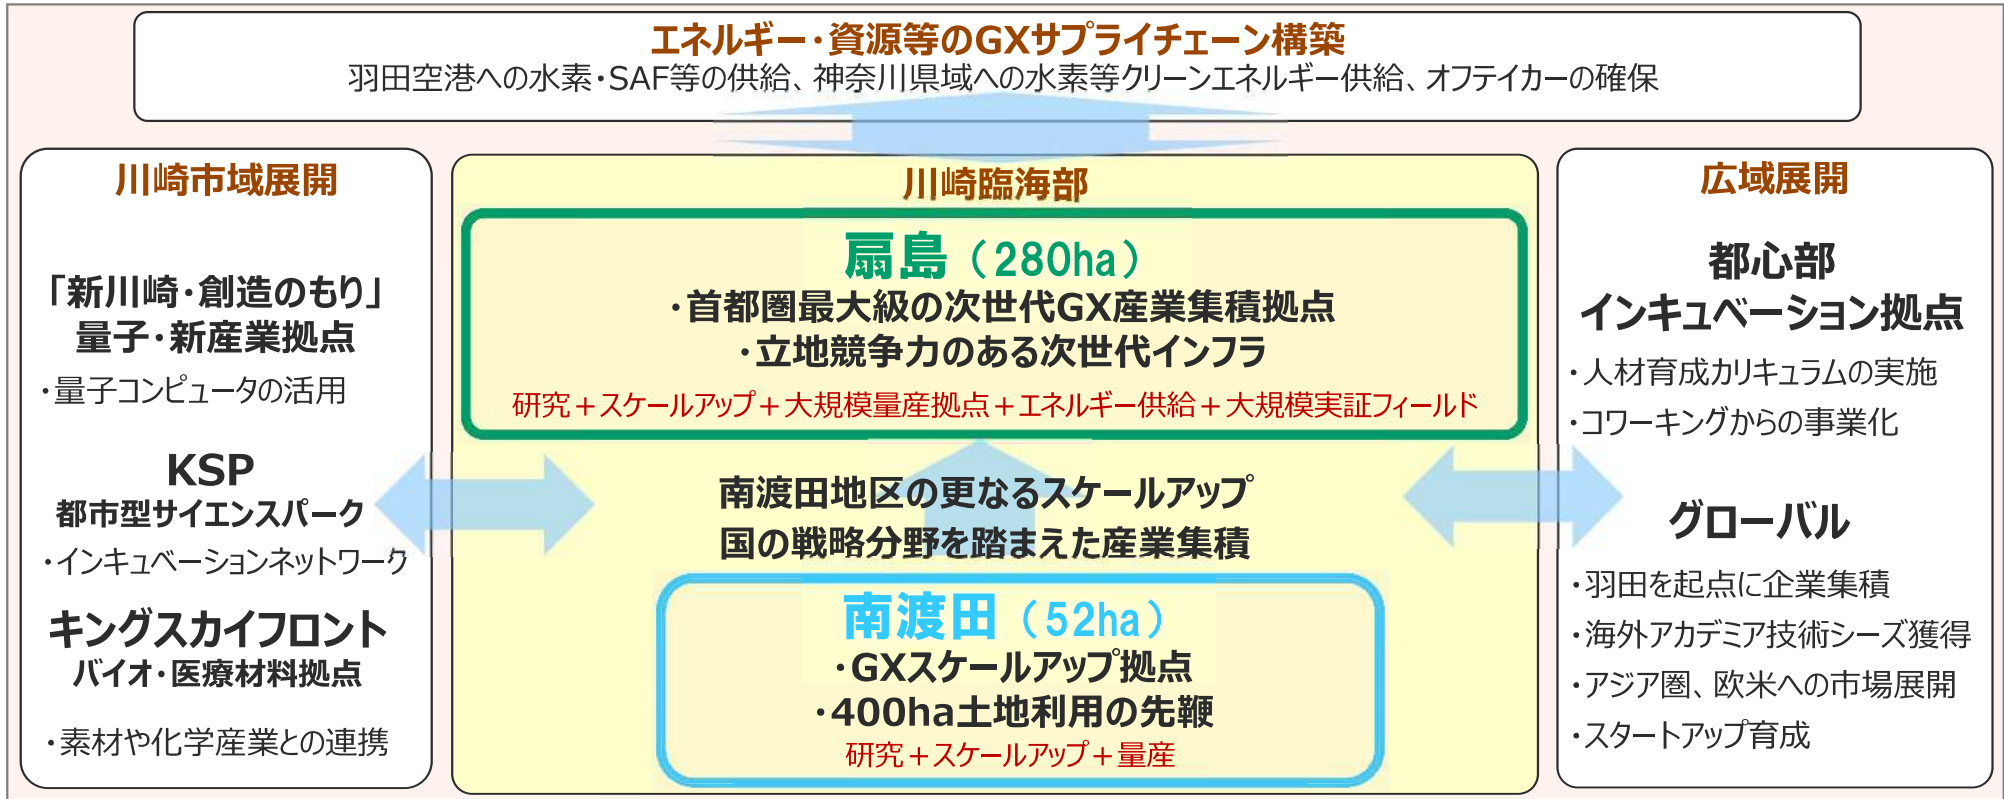 エネルギー・資源等のGXサプライチェーン構築
羽田空港への水素・SAF等の供給、神奈川県域への水素等クリーンエネルギー供給、オフテイカーの確保
川崎市域展開
「新川崎・創造のもり」
量子・新産業拠点
・量子コンピュータの活用
KSP
都市型サイエンスパーク
・インキュベーションネットワーク
キングスカイフロント
バイオ・医療材料拠点
・素材や化学産業との連携
川崎臨海部
扇島（280ha）
・首都圏最大級の次世代GX産業集積拠点
・立地競争力のある次世代インフラ
研究＋スケールアップ＋大規模量産拠点＋エネルギー供給＋大規模実証フィールド
南渡田地区の更なるスケールアップ
国の戦略分野を踏まえた産業集積
南渡田（52ha）
・GXスケールアップ拠点
・400ha土地利用の先鞭
研究＋スケールアップ＋量産
広域展開
都心部
インキュベーション拠点
・人材育成カリキュラムの実施
・コワーキングからの事業化
グローバル
・羽田を起点に企業集積
・海外アカデミア技術シーズ獲得
・アジア圏、欧米への市場展開
・スタートアップ育成